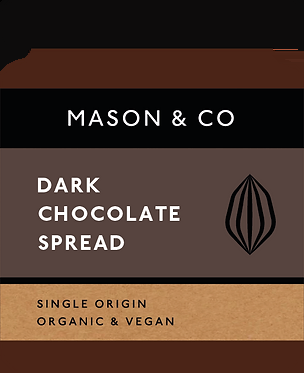 MASON & CO
DARK
CHOCOLATE
SPREAD
SINGLE ORIGIN
ORGANIC & VEGAN